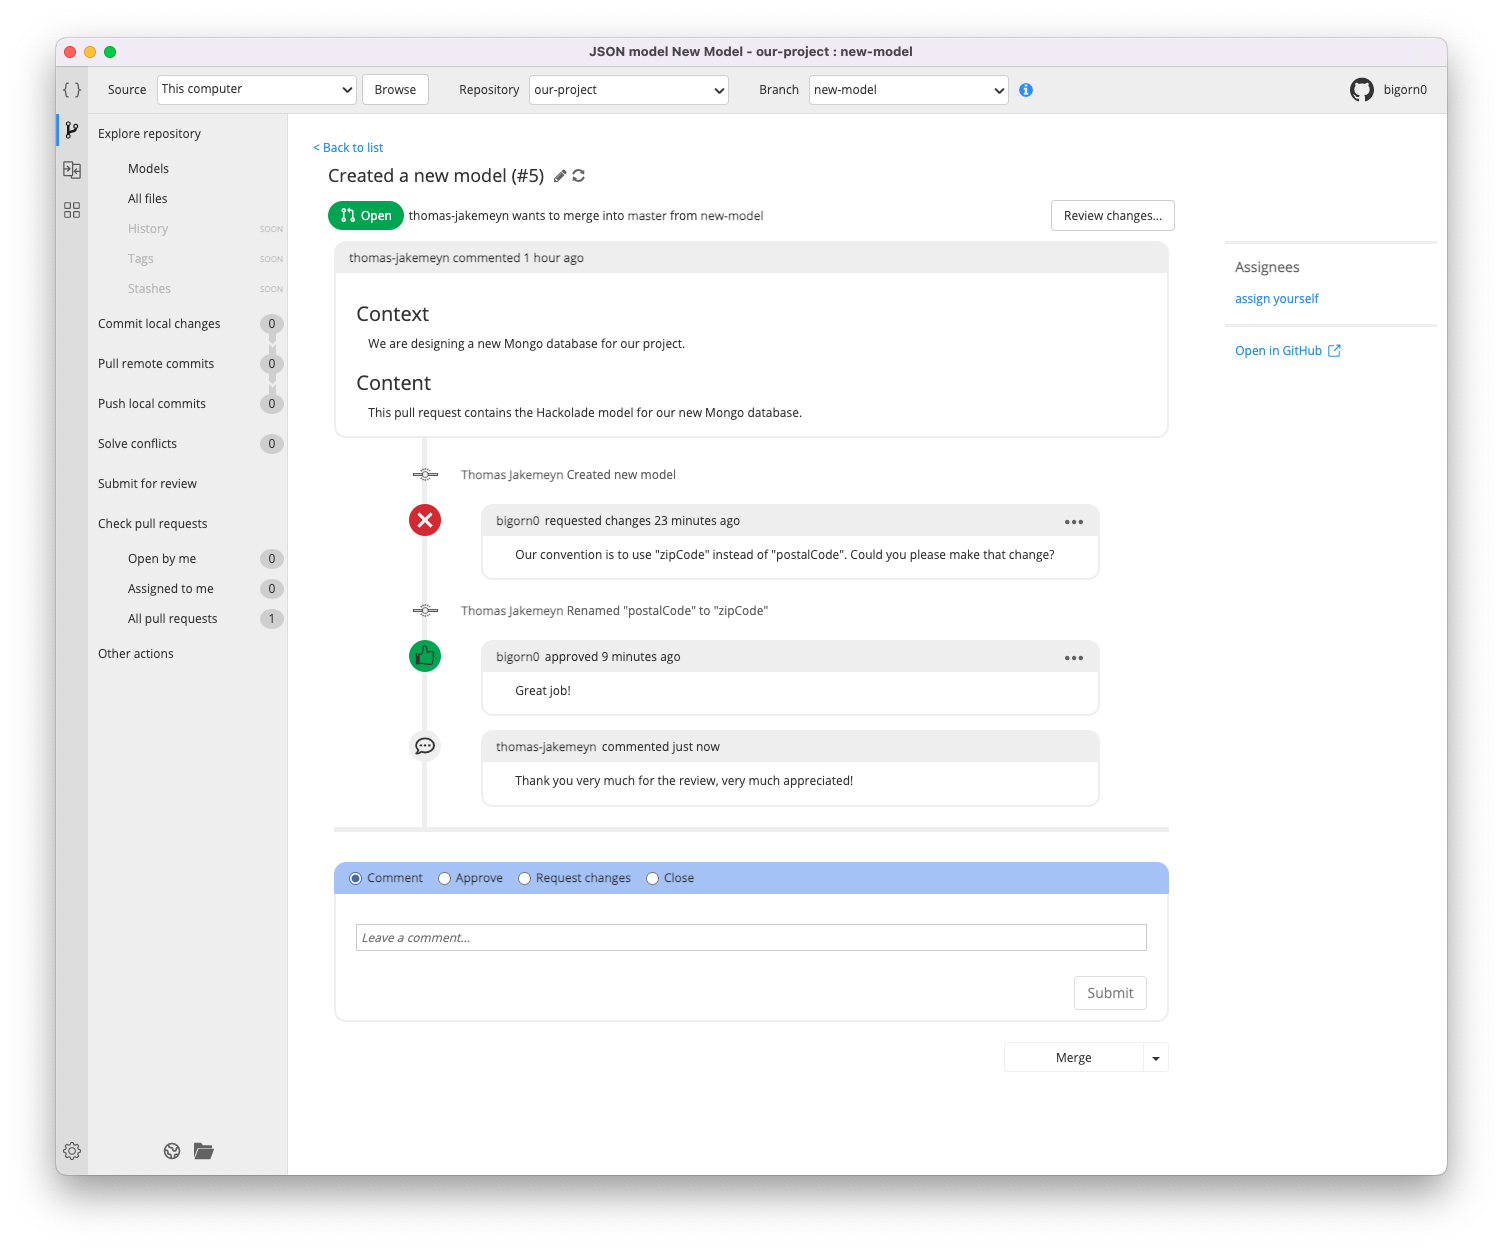 JSON model New Model - our-project : new-model
{ } Source This computer Browse Repository our-project Branch new-model bigorn0
Explore repository
Models
All files
History SOON
Tags SOON
Stashes SOON
Commit local changes 0
Pull remote commits 0
Push local commits 0
Solve conflicts 0
Submit for review
Check pull requests
Open by me 0
Assigned to me 0
All pull requests 1
Other actions
< Back to list
Created a new model (#5)
Open thomas-jakemeyn wants to merge into master from new-model Review changes...
thomas-jakemeyn commented 1 hour ago
Context
We are designing a new Mongo database for our project.
Content
This pull request contains the Hackolade model for our new Mongo database.
Thomas Jakemeyn Created new model
bigorn0 requested changes 23 minutes ago
Our convention is to use "zipCode" instead of "postalCode". Could you please make that change?
Thomas Jakemeyn Renamed "postalCode" to "zipCode"
bigorn0 approved 9 minutes ago
Great job!
thomas-jakemeyn commented just now
Thank you very much for the review, very much appreciated!
Comment Approve Request changes Close
Leave a comment...
Submit
Merge
Assignees
assign yourself
Open in GitHub